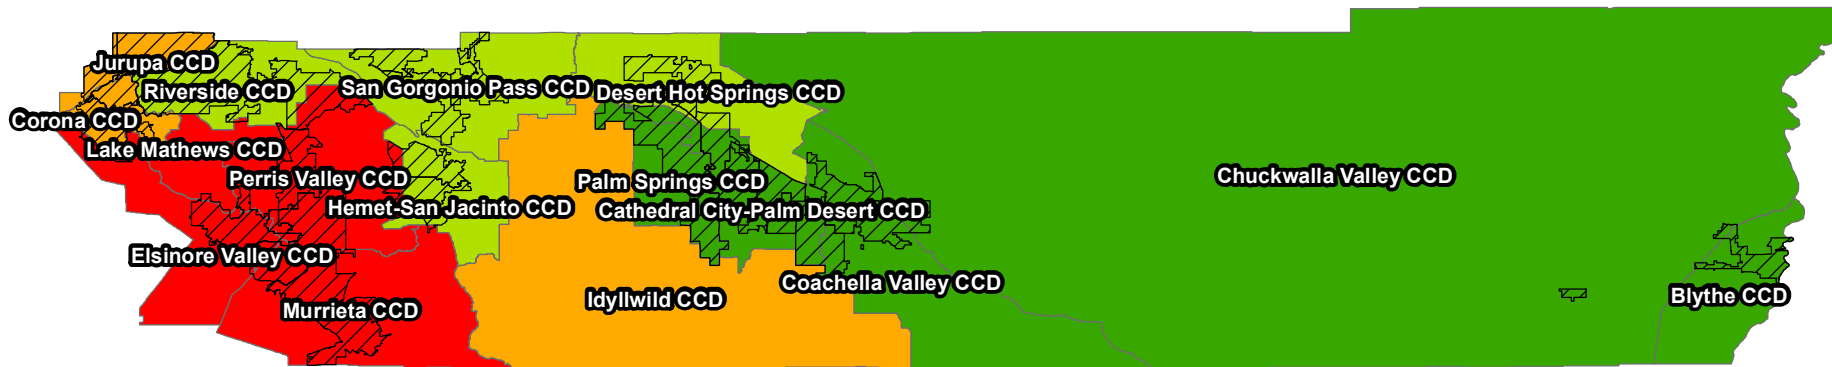 Jurupa CCD
Riverside CCD
San Gorgonio Pass CCD
Desert Hot Springs CCD
Corona CCD
Lake Mathews CCD
Perris Valley CCD
Palm Springs CCD
Chuckwalla Valley CCD
Hemet-San Jacinto CCD
Cathedral City-Palm Desert CCD
Elsinore Valley CCD
Coachella Valley CCD
Idyllwild CCD
Blythe CCD
Murrieta CCD